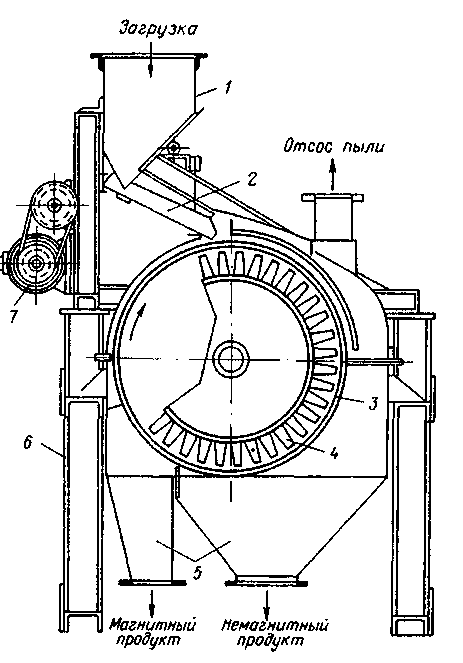 Загрузка
1
Отсос пыли
2
7
3
6
4
5
Магнитный
продукт
Немагнитный
продукт